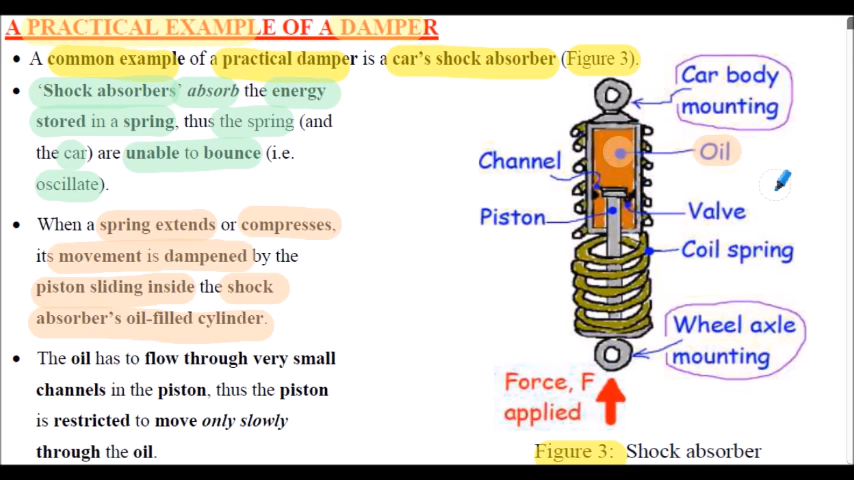 A PRACTICAL EXAMPLE OF A DAMPER
• A common example of a practical damper is a car's shock absorber (Figure 3).
• 'Shock absorbers' absorb the energy
stored in a spring, thus the spring (and
the car) are unable to bounce (i.e.
oscillate).
• When a spring extends or compresses,
its movement is dampened by the
piston sliding inside the shock
absorber's oil-filled cylinder.
• The oil has to flow through very small
channels in the piston, thus the piston
is restricted to move only slowly
through the oil.
Car body
mounting
Oil
Channel
Piston
Valve
Coil spring
Wheel axle
mounting
Force, F
applied
Figure 3: Shock absorber